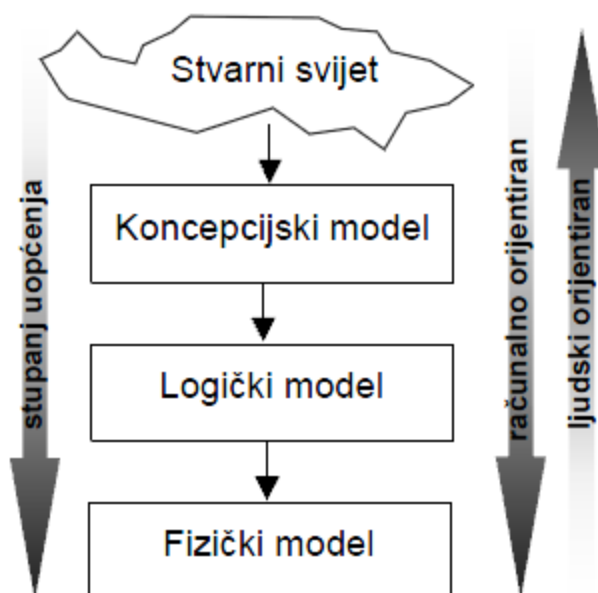 Stvarni svijet
Koncepcijski model
Logički model
Fizički model
stupanj uopćenja
računalno orijentiran
ljudski orijentiran